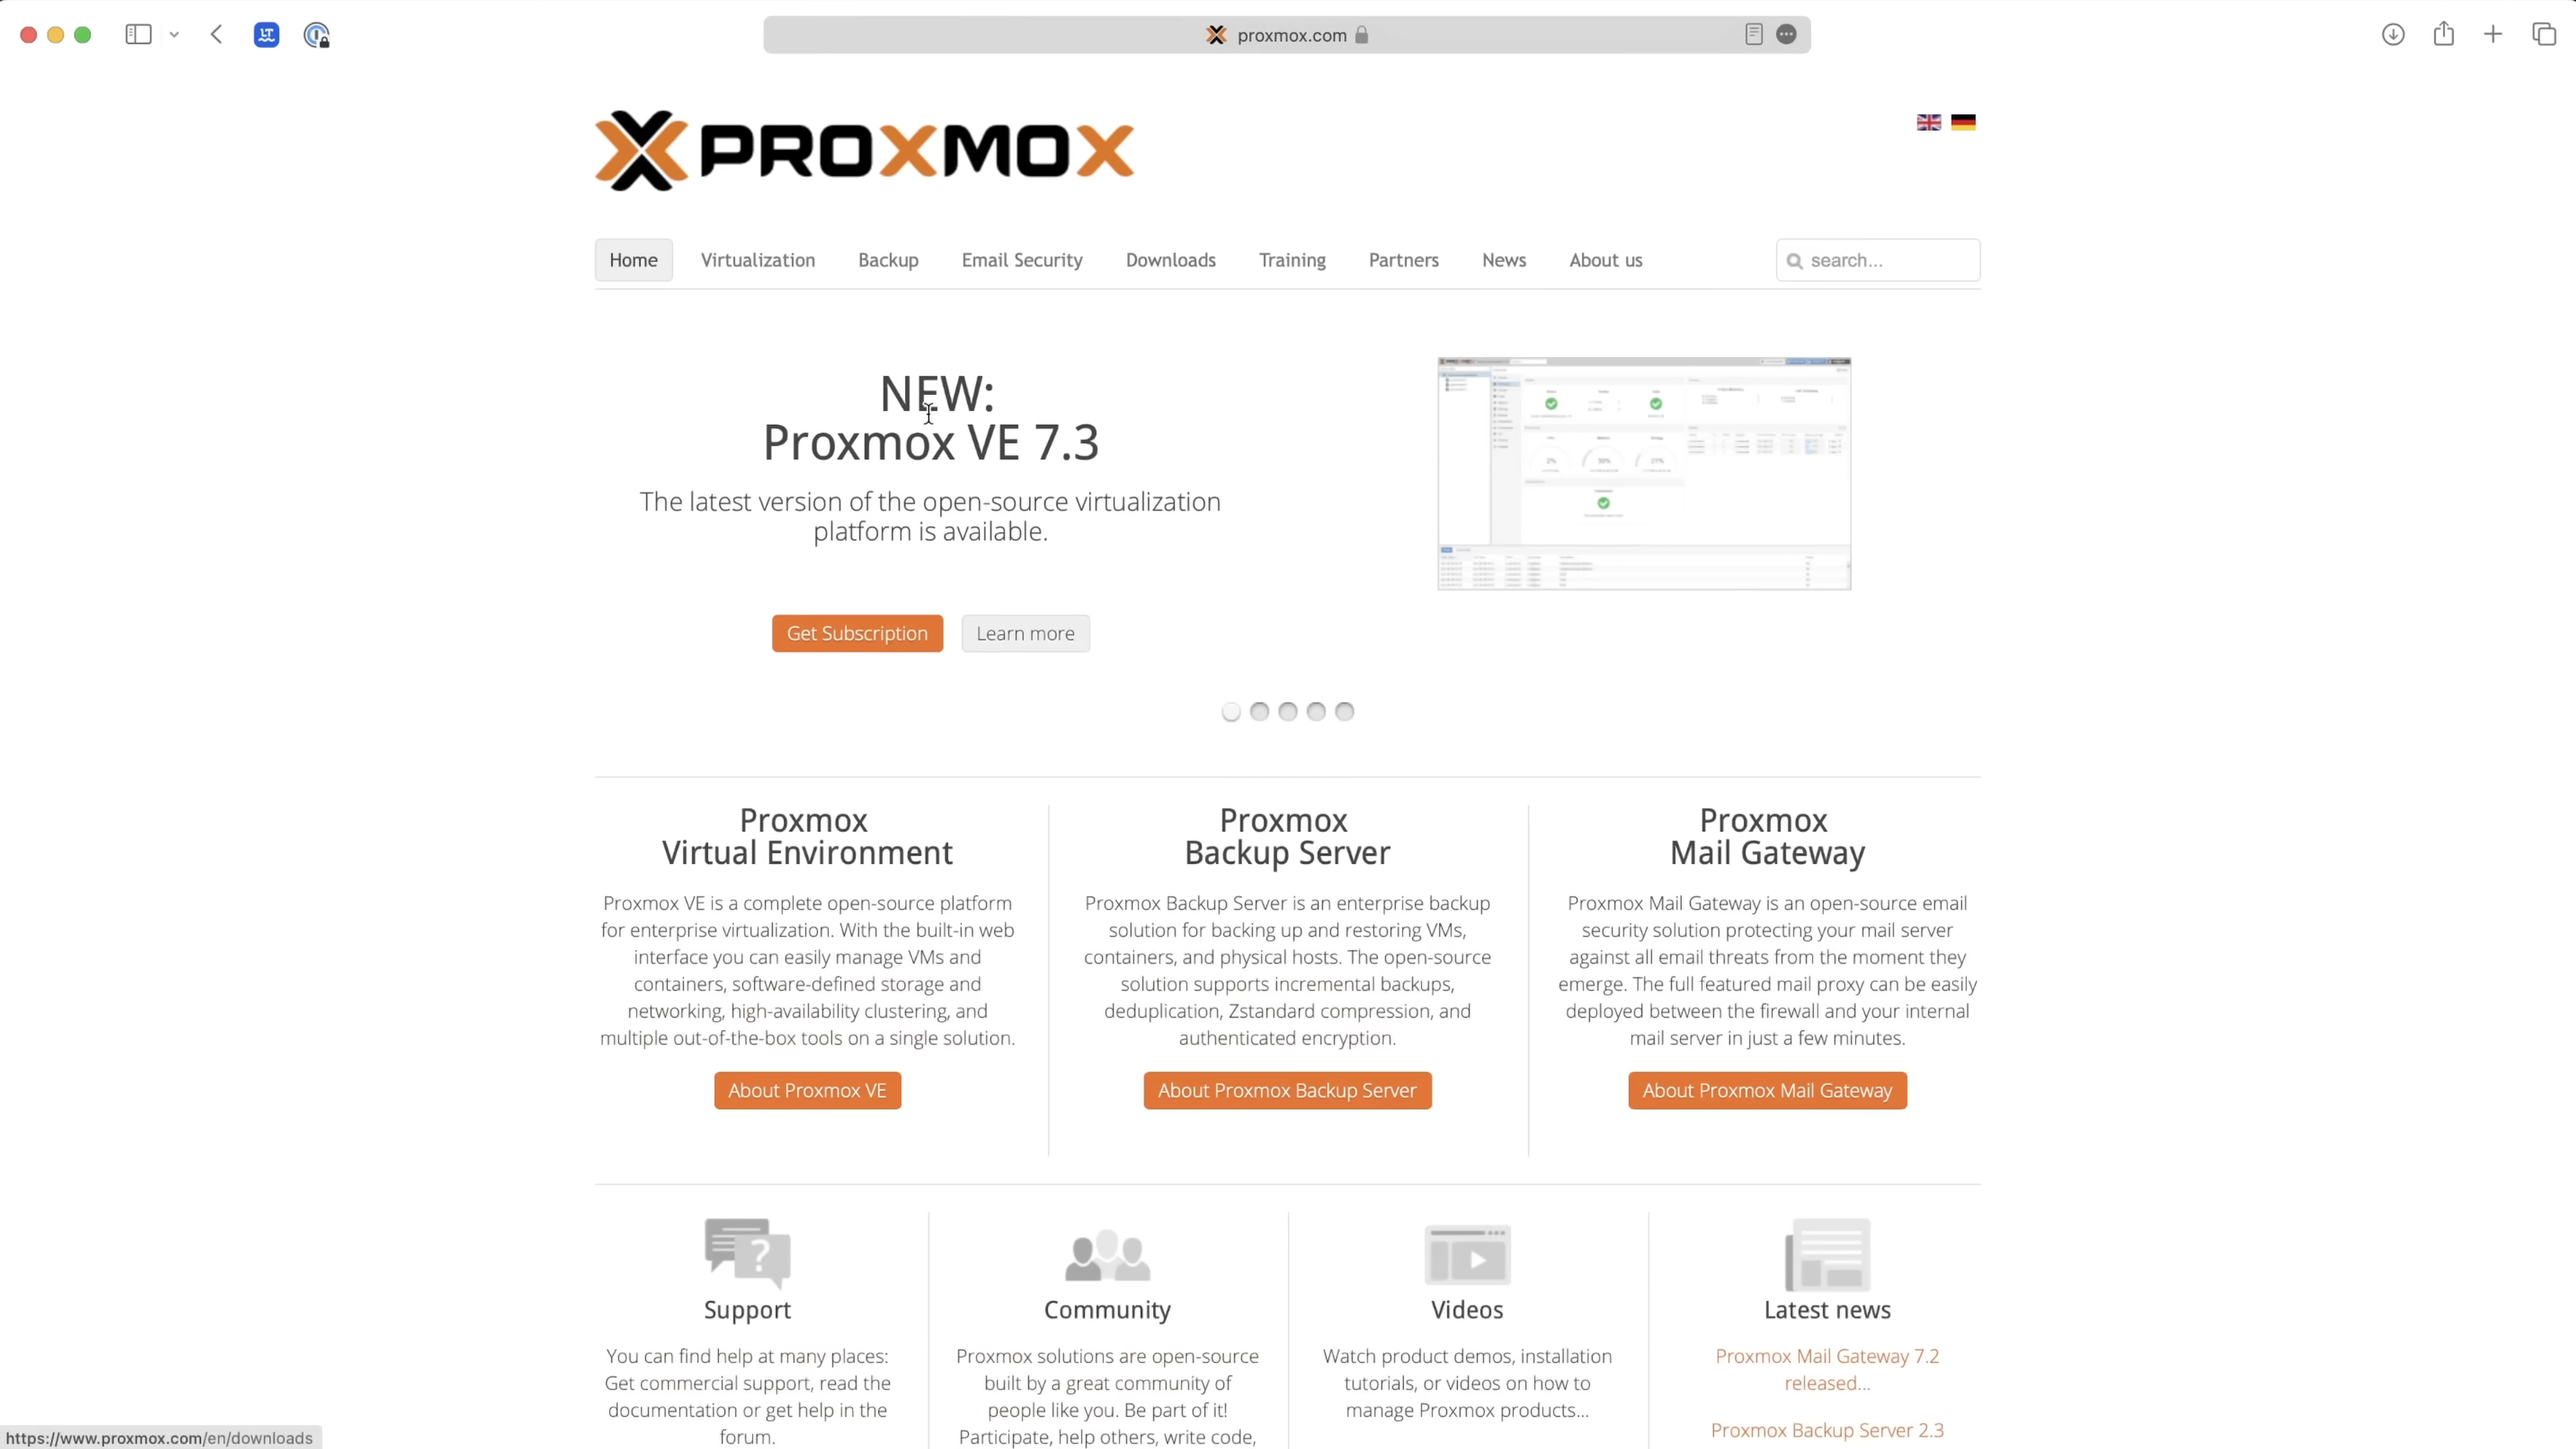 proxmox.com
PROXMOX
Home Virtualization Backup Email Security Downloads Training Partners News About us search...
NEW:
Proxmox VE 7.3
The latest version of the open-source virtualization
platform is available.
Get Subscription Learn more
Proxmox
Virtual Environment
Proxmox VE is a complete open-source platform
for enterprise virtualization. With the built-in web
interface you can easily manage VMs and
containers, software-defined storage and
networking, high-availability clustering, and
multiple out-of-the-box tools on a single solution.
About Proxmox VE
Proxmox
Backup Server
Proxmox Backup Server is an enterprise backup
solution for backing up and restoring VMs,
containers, and physical hosts. The open-source
solution supports incremental backups,
deduplication, Zstandard compression, and
authenticated encryption.
About Proxmox Backup Server
Proxmox
Mail Gateway
Proxmox Mail Gateway is an open-source email
security solution protecting your mail server
against all email threats from the moment they
emerge. The full featured mail proxy can be easily
deployed between the firewall and your internal
mail server in just a few minutes.
About Proxmox Mail Gateway
Support
You can find help at many places:
Get commercial support, read the
documentation or get help in the
forum.
Community
Proxmox solutions are open-source
built by a great community of
people like you. Be part of it!
Participate, help others, write code,
Videos
Watch product demos, installation
tutorials, or videos on how to
manage Proxmox products...
Latest news
Proxmox Mail Gateway 7.2
released...
Proxmox Backup Server 2.3
https://www.proxmox.com/en/downloads